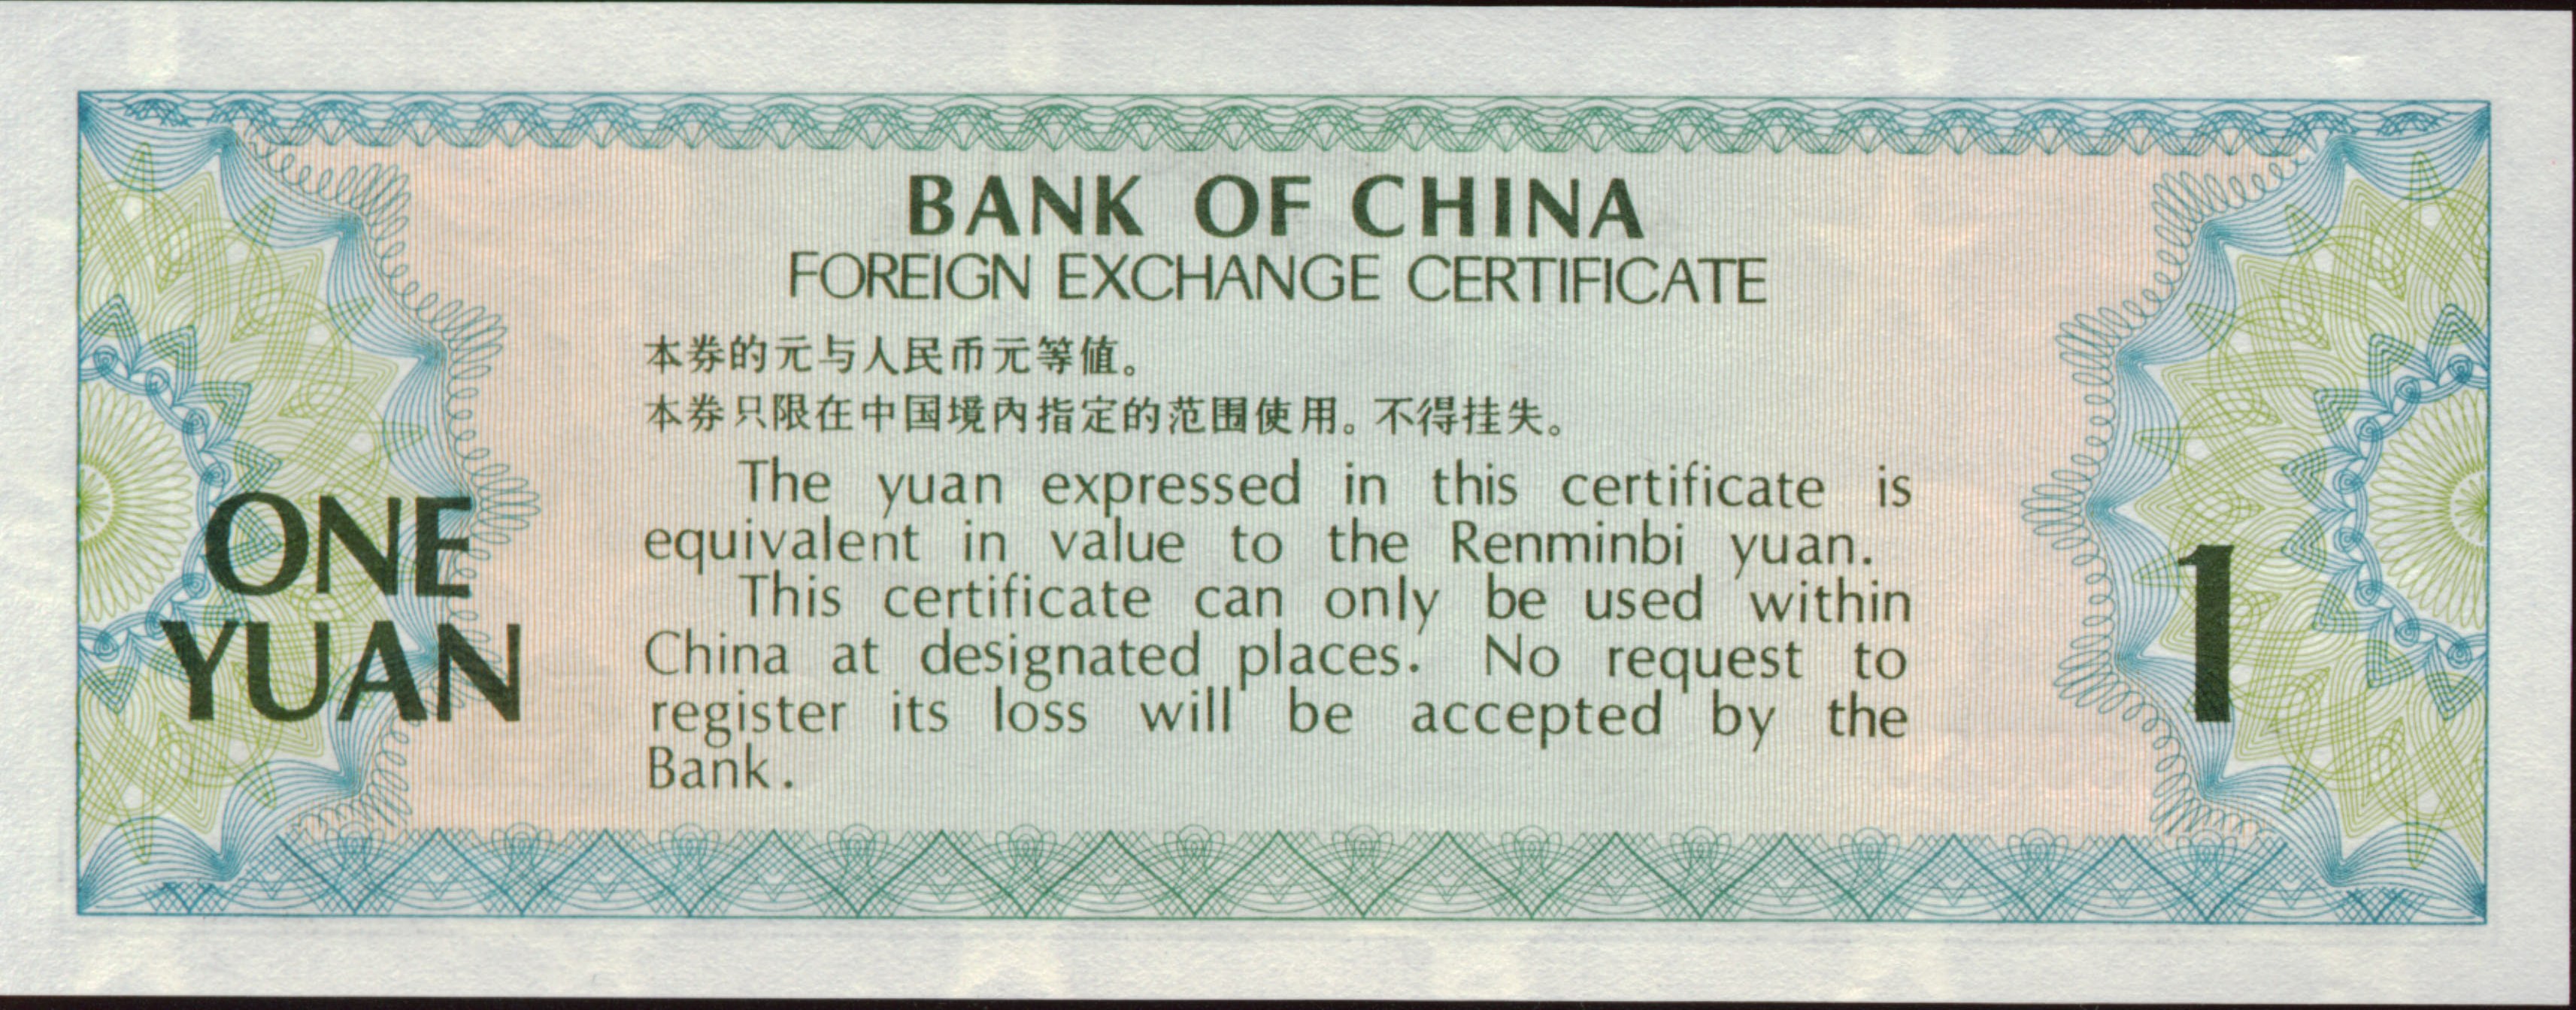 BANK OF CHINA
FOREIGN EXCHANGE CERTIFICATE
本券的元与人民币元等值。
本券只限在中国境内指定的范围使用。不得挂失。
The yuan expressed in this certificate is
equivalent in value to the Renminbi yuan.
This certificate can only be used within
China at designated places. No request to
register its loss will be accepted by the
Bank.
ONE
YUAN
1